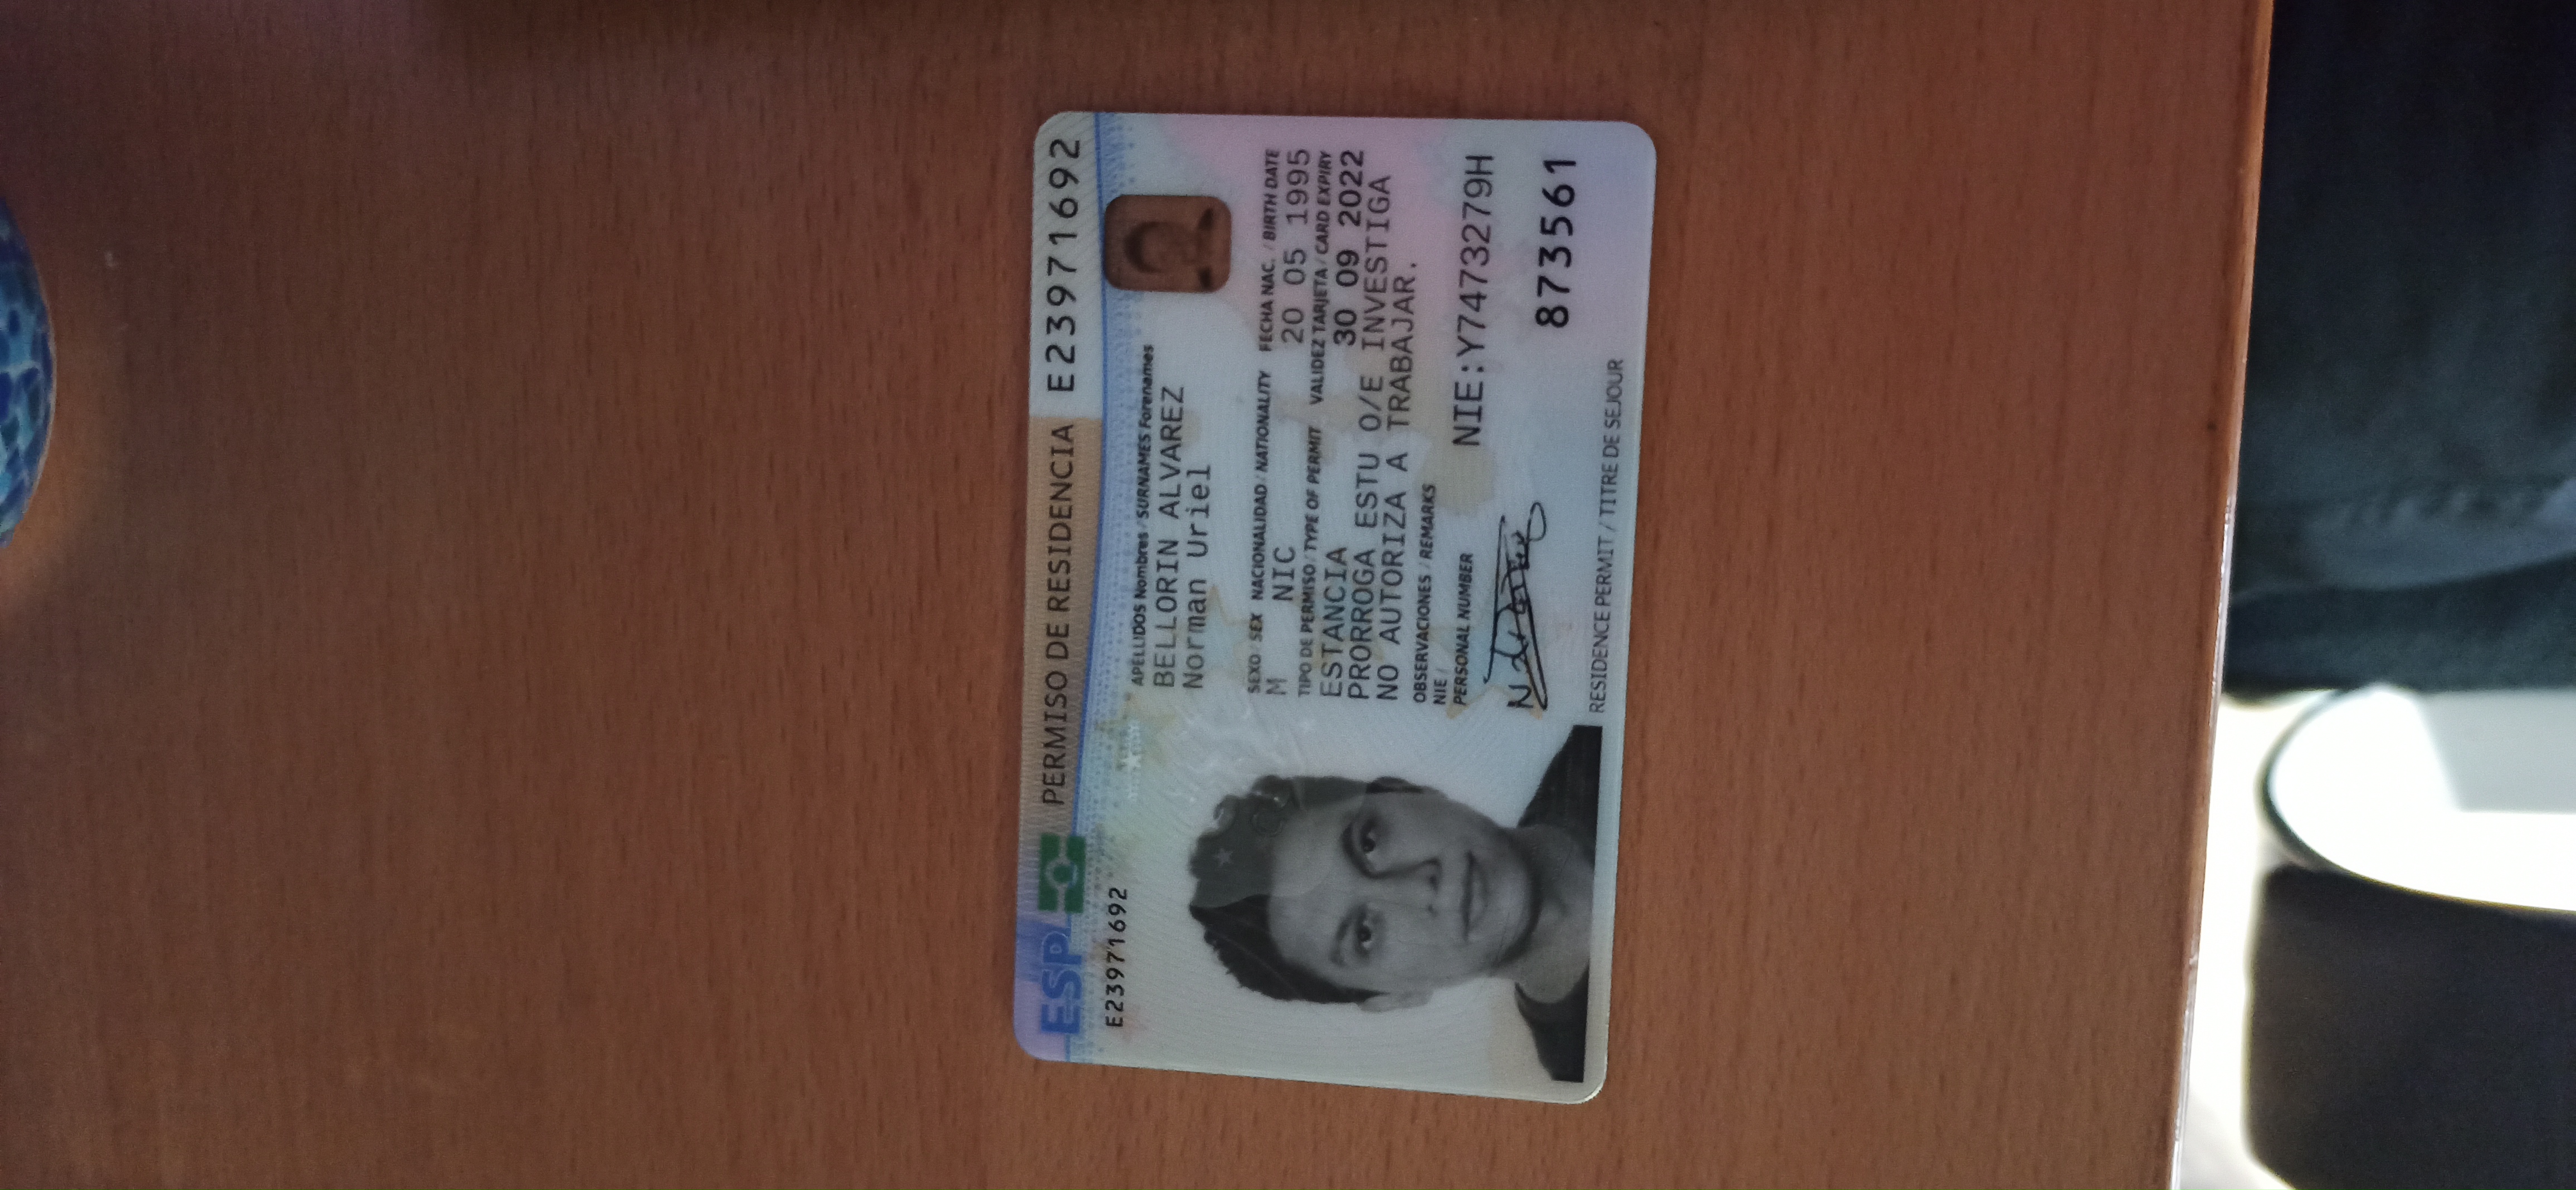 ESP PERMISO DE RESIDENCIA E23971692
E23971692
APELLIDOS Nombres / SURNAMES Forenames
BELLORIN ALVAREZ
Norman Uriel
SEXO / SEX NACIONALIDAD / NATIONALITY FECHA NAC. / BIRTH DATE
M NIC 20 05 1995
TIPO DE PERMISO / TYPE OF PERMIT VALIDEZ TARJETA / CARD EXPIRY
ESTANCIA 30 09 2022
PRORROGA ESTU O/E INVESTIGA
NO AUTORIZA A TRABAJAR.
OBSERVACIONES / REMARKS
NIE /
PERSONAL NUMBER NIE:Y7473279H
873561
RESIDENCE PERMIT / TITRE DE SEJOUR